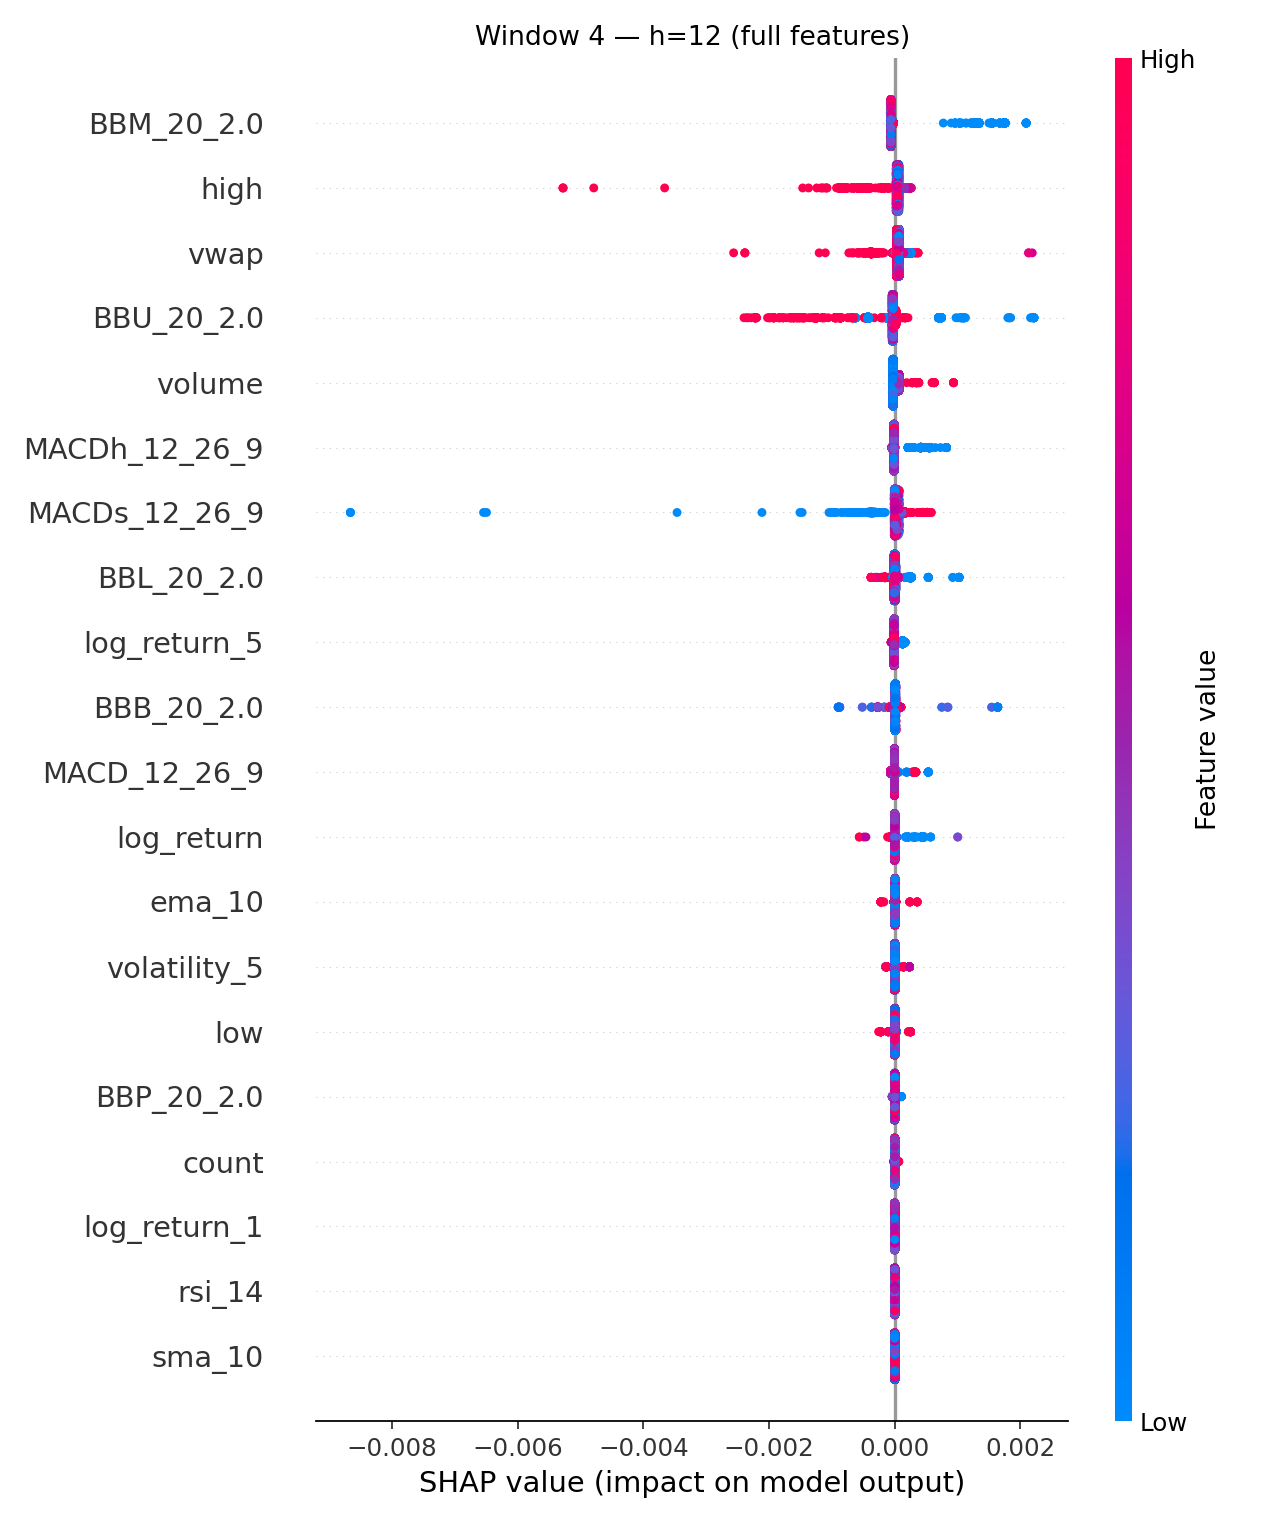 Window 4 — h=12 (full features)
High
BBM_20_2.0
high
vwap
BBU_20_2.0
volume
MACDh_12_26_9
MACDs_12_26_9
BBL_20_2.0
log_return_5
BBB_20_2.0
MACD_12_26_9
log_return
ema_10
volatility_5
low
BBP_20_2.0
count
log_return_1
rsi_14
sma_10
Feature value
Low
−0.008 −0.006 −0.004 −0.002 0.000 0.002
SHAP value (impact on model output)